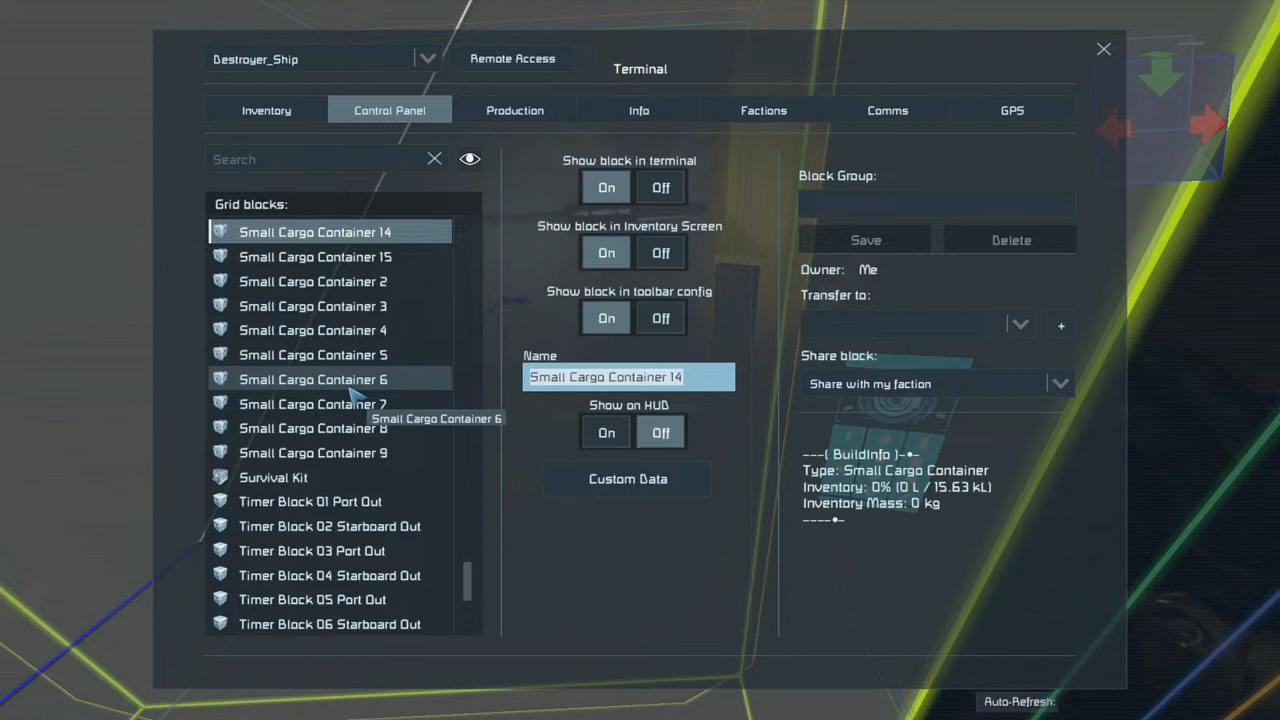 Destroyer_Ship
Remote Access
Terminal
Inventory
Control Panel
Production
Info
Factions
Comms
GPS
Search
Grid blocks:
Small Cargo Container 14
Small Cargo Container 15
Small Cargo Container 2
Small Cargo Container 3
Small Cargo Container 4
Small Cargo Container 5
Small Cargo Container 6
Small Cargo Container 7
Small Cargo Container 6
Small Cargo Container 8
Small Cargo Container 9
Survival Kit
Timer Block 01 Port Out
Timer Block 02 Starboard Out
Timer Block 03 Port Out
Timer Block 04 Starboard Out
Timer Block 05 Port Out
Timer Block 06 Starboard Out
Show block in terminal
On Off
Show block in Inventory Screen
On Off
Show block in toolbar config
On Off
Name
Small Cargo Container 14
Show on HUD
On Off
Custom Data
Block Group:
Save
Delete
Owner: Me
Transfer to:
+
Share block:
Share with my faction
---( BuildInfo )-•-
Type: Small Cargo Container
Inventory: 0% (0 L / 15.63 kL)
Inventory Mass: 0 kg
----•-
Auto-Refresh: